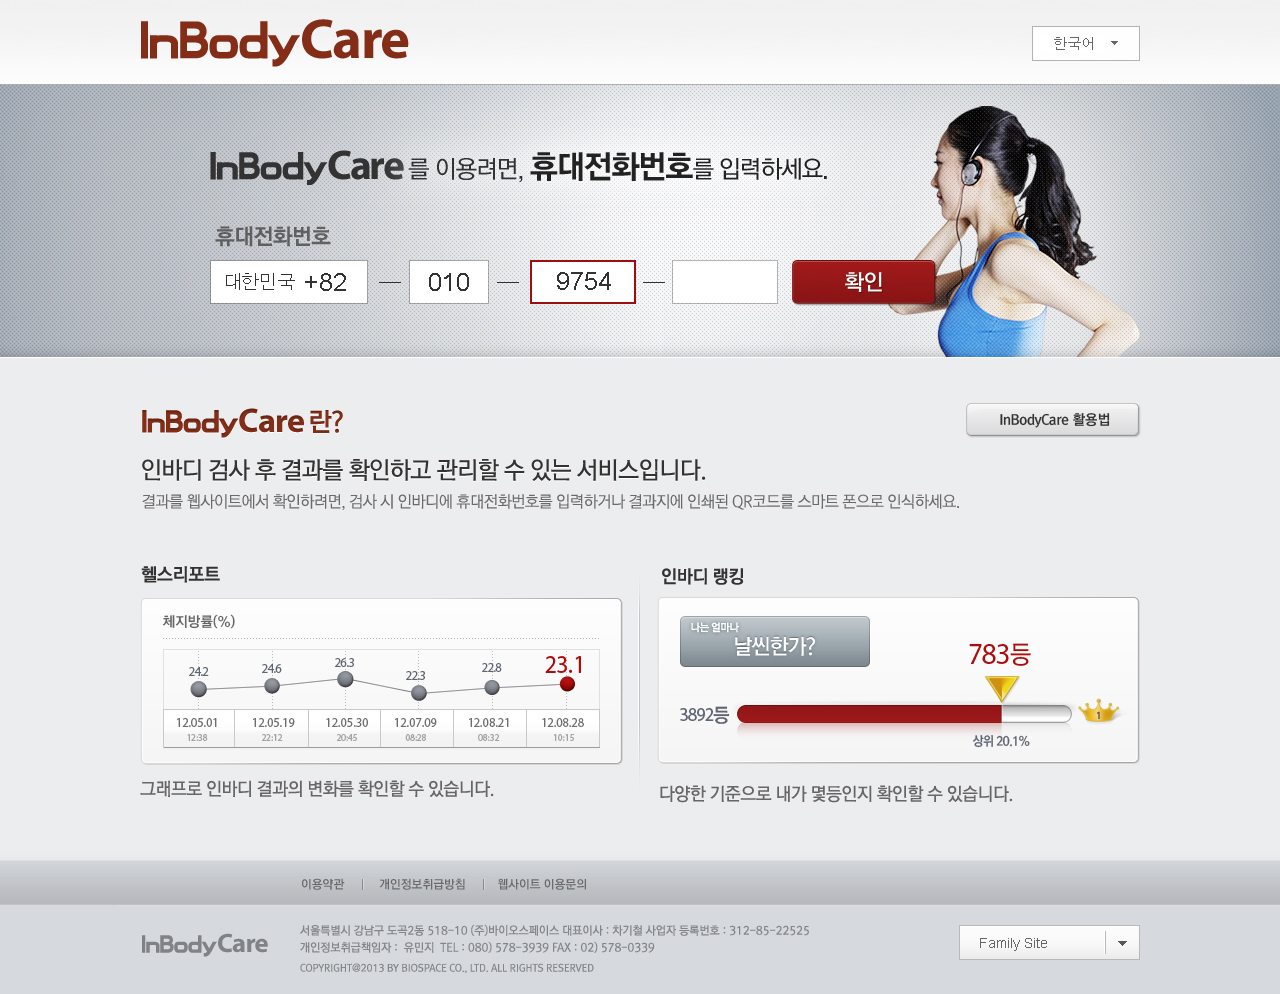 InBodyCare
한국어
InBodyCare를 이용려면, 휴대전화번호를 입력하세요.
휴대전화번호
대한민국 +82 — 010 — 9754 —
확인
InBodyCare 란?
InBodyCare 활용법
인바디 검사 후 결과를 확인하고 관리할 수 있는 서비스입니다.
결과를 웹사이트에서 확인하려면, 검사 시 인바디에 휴대전화번호를 입력하거나 결과지에 인쇄된 QR코드를 스마트 폰으로 인식하세요.
헬스리포트
체지방률(%)
24.2 24.6 26.3 22.3 22.8 23.1
12.05.01 12.05.19 12.05.30 12.07.09 12.08.21 12.08.28
12:38 22:12 20:45 08:28 08:32 10:15
그래프로 인바디 결과의 변화를 확인할 수 있습니다.
인바디 랭킹
나는 얼마나
날씬한가?
783등
3892등
1
상위 20.1%
다양한 기준으로 내가 몇등인지 확인할 수 있습니다.
이용약관 | 개인정보취급방침 | 웹사이트 이용문의
InBodyCare
서울특별시 강남구 도곡2동 518-10 (주)바이오스페이스 대표이사 : 차기철 사업자 등록번호 : 312-85-22525
개인정보취급책임자 : 유민지 TEL : 080) 578-3939 FAX : 02) 578-0339
COPYRIGHT@2013 BY BIOSPACE CO., LTD. ALL RIGHTS RESERVED
Family Site